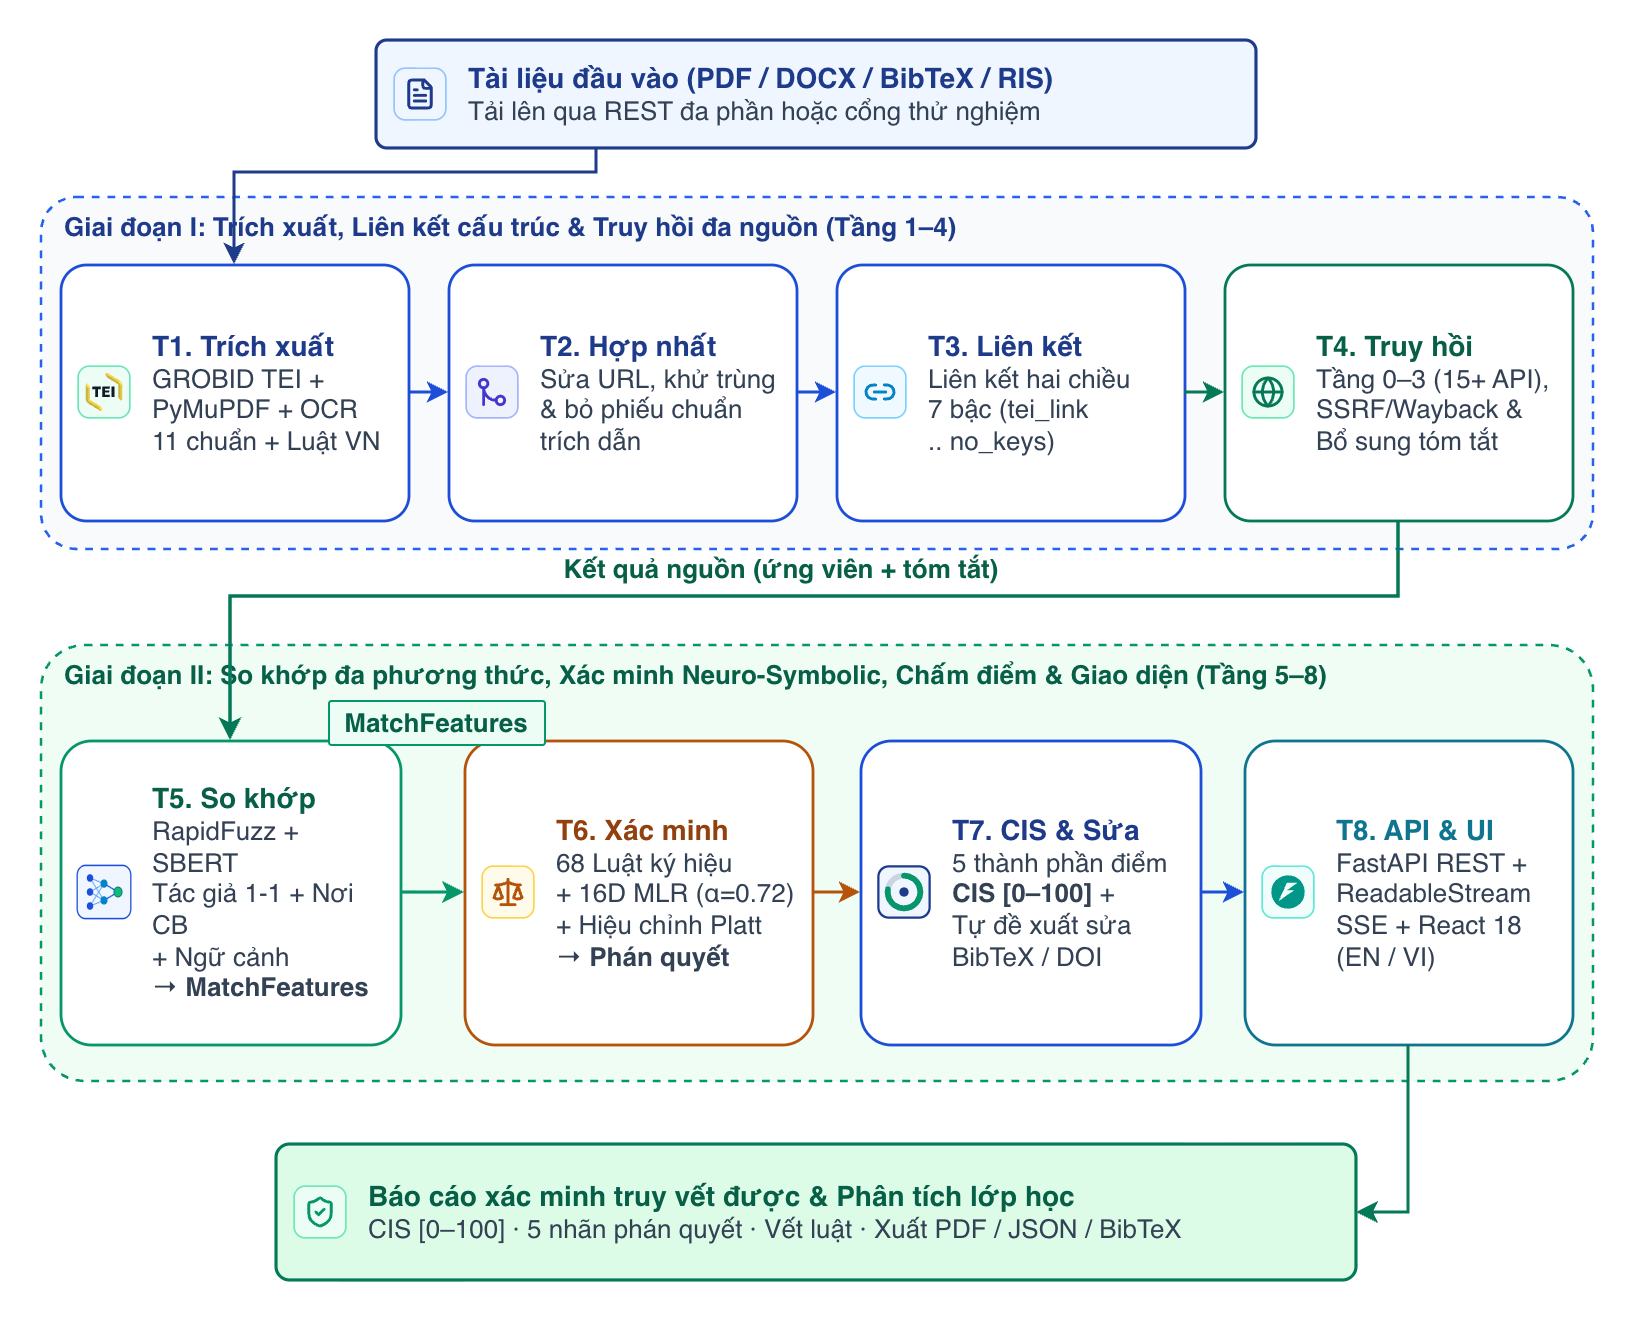 Tài liệu đầu vào (PDF / DOCX / BibTeX / RIS)
Tải lên qua REST đa phần hoặc cổng thử nghiệm
Giai đoạn I: Trích xuất, Liên kết cấu trúc & Truy hồi đa nguồn (Tầng 1–4)
TEI
T1. Trích xuất
GROBID TEI +
PyMuPDF + OCR
11 chuẩn + Luật VN
T2. Hợp nhất
Sửa URL, khử trùng
& bỏ phiếu chuẩn
trích dẫn
T3. Liên kết
Liên kết hai chiều
7 bậc (tei_link
.. no_keys)
T4. Truy hồi
Tầng 0–3 (15+ API),
SSRF/Wayback &
Bổ sung tóm tắt
Kết quả nguồn (ứng viên + tóm tắt)
Giai đoạn II: So khớp đa phương thức, Xác minh Neuro-Symbolic, Chấm điểm & Giao diện (Tầng 5–8)
MatchFeatures
T5. So khớp
RapidFuzz +
SBERT
Tác giả 1-1 + Nơi
CB
+ Ngữ cảnh
→ MatchFeatures
T6. Xác minh
68 Luật ký hiệu
+ 16D MLR (α=0.72)
+ Hiệu chỉnh Platt
→ Phán quyết
T7. CIS & Sửa
5 thành phần điểm
CIS [0–100] +
Tự đề xuất sửa
BibTeX / DOI
T8. API & UI
FastAPI REST +
ReadableStream
SSE + React 18
(EN / VI)
Báo cáo xác minh truy vết được & Phân tích lớp học
CIS [0–100] · 5 nhãn phán quyết · Vết luật · Xuất PDF / JSON / BibTeX